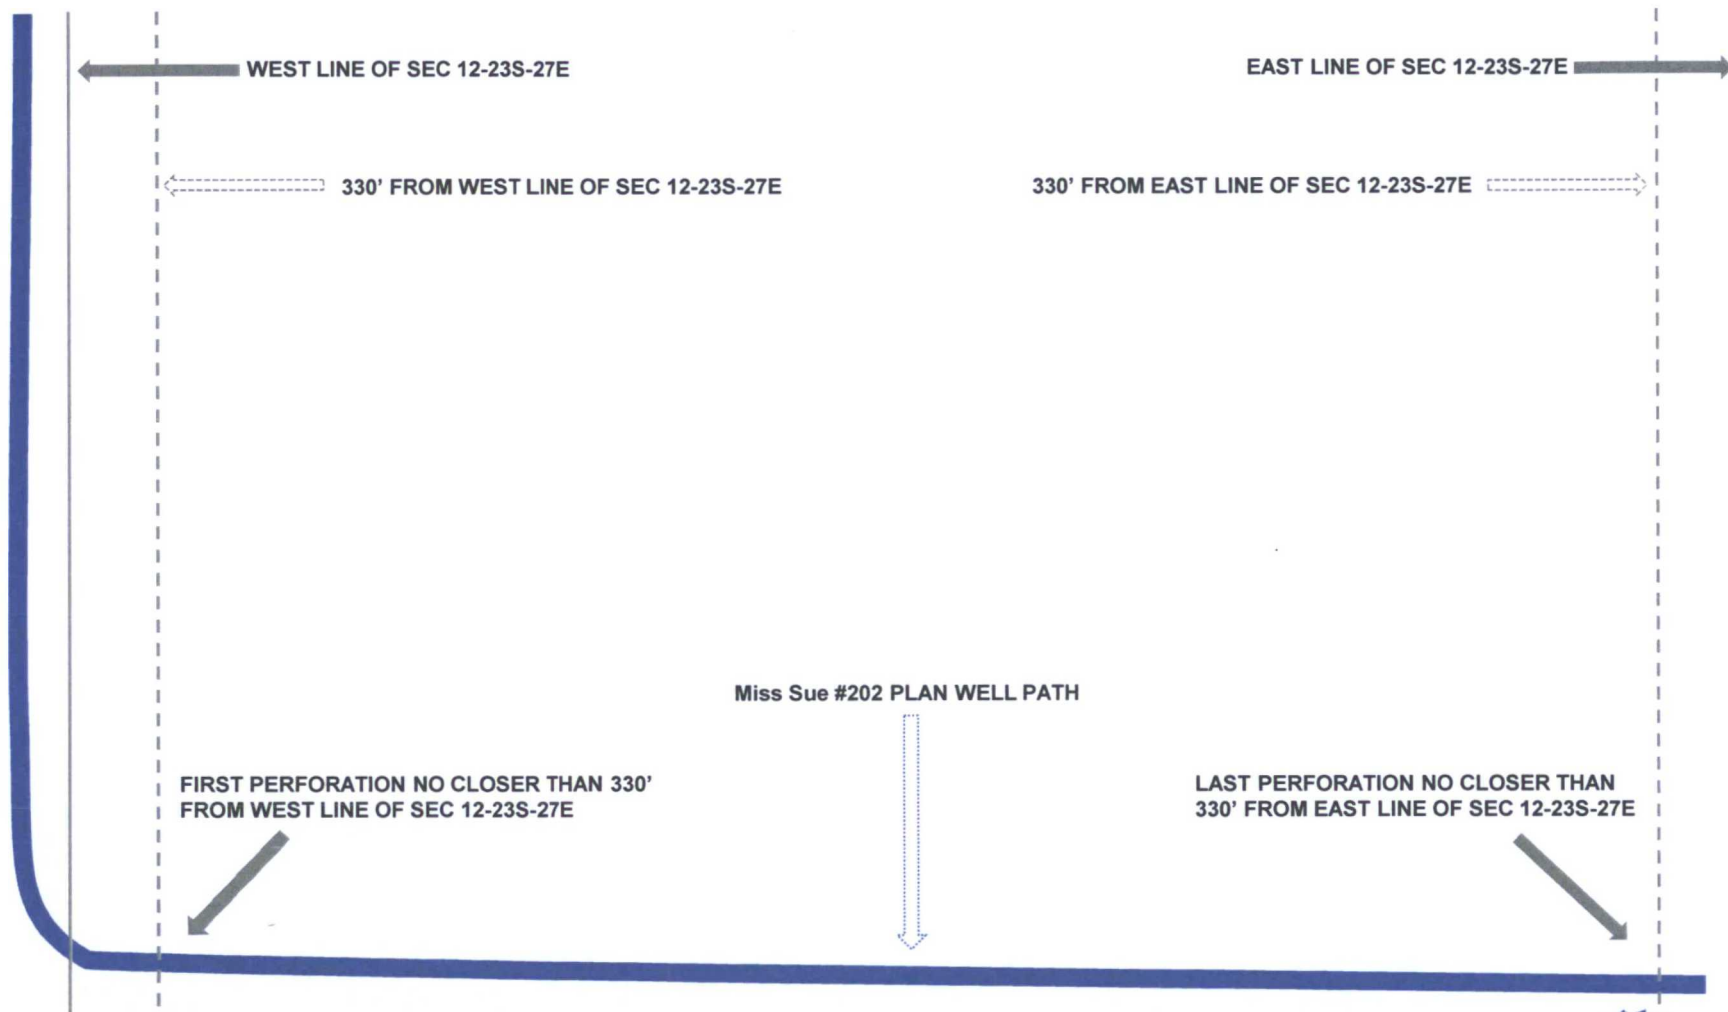 WEST LINE OF SEC 12-23S-27E
EAST LINE OF SEC 12-23S-27E
330' FROM WEST LINE OF SEC 12-23S-27E
330' FROM EAST LINE OF SEC 12-23S-27E
Miss Sue #202 PLAN WELL PATH
FIRST PERFORATION NO CLOSER THAN 330'
FROM WEST LINE OF SEC 12-23S-27E
LAST PERFORATION NO CLOSER THAN
330' FROM EAST LINE OF SEC 12-23S-27E